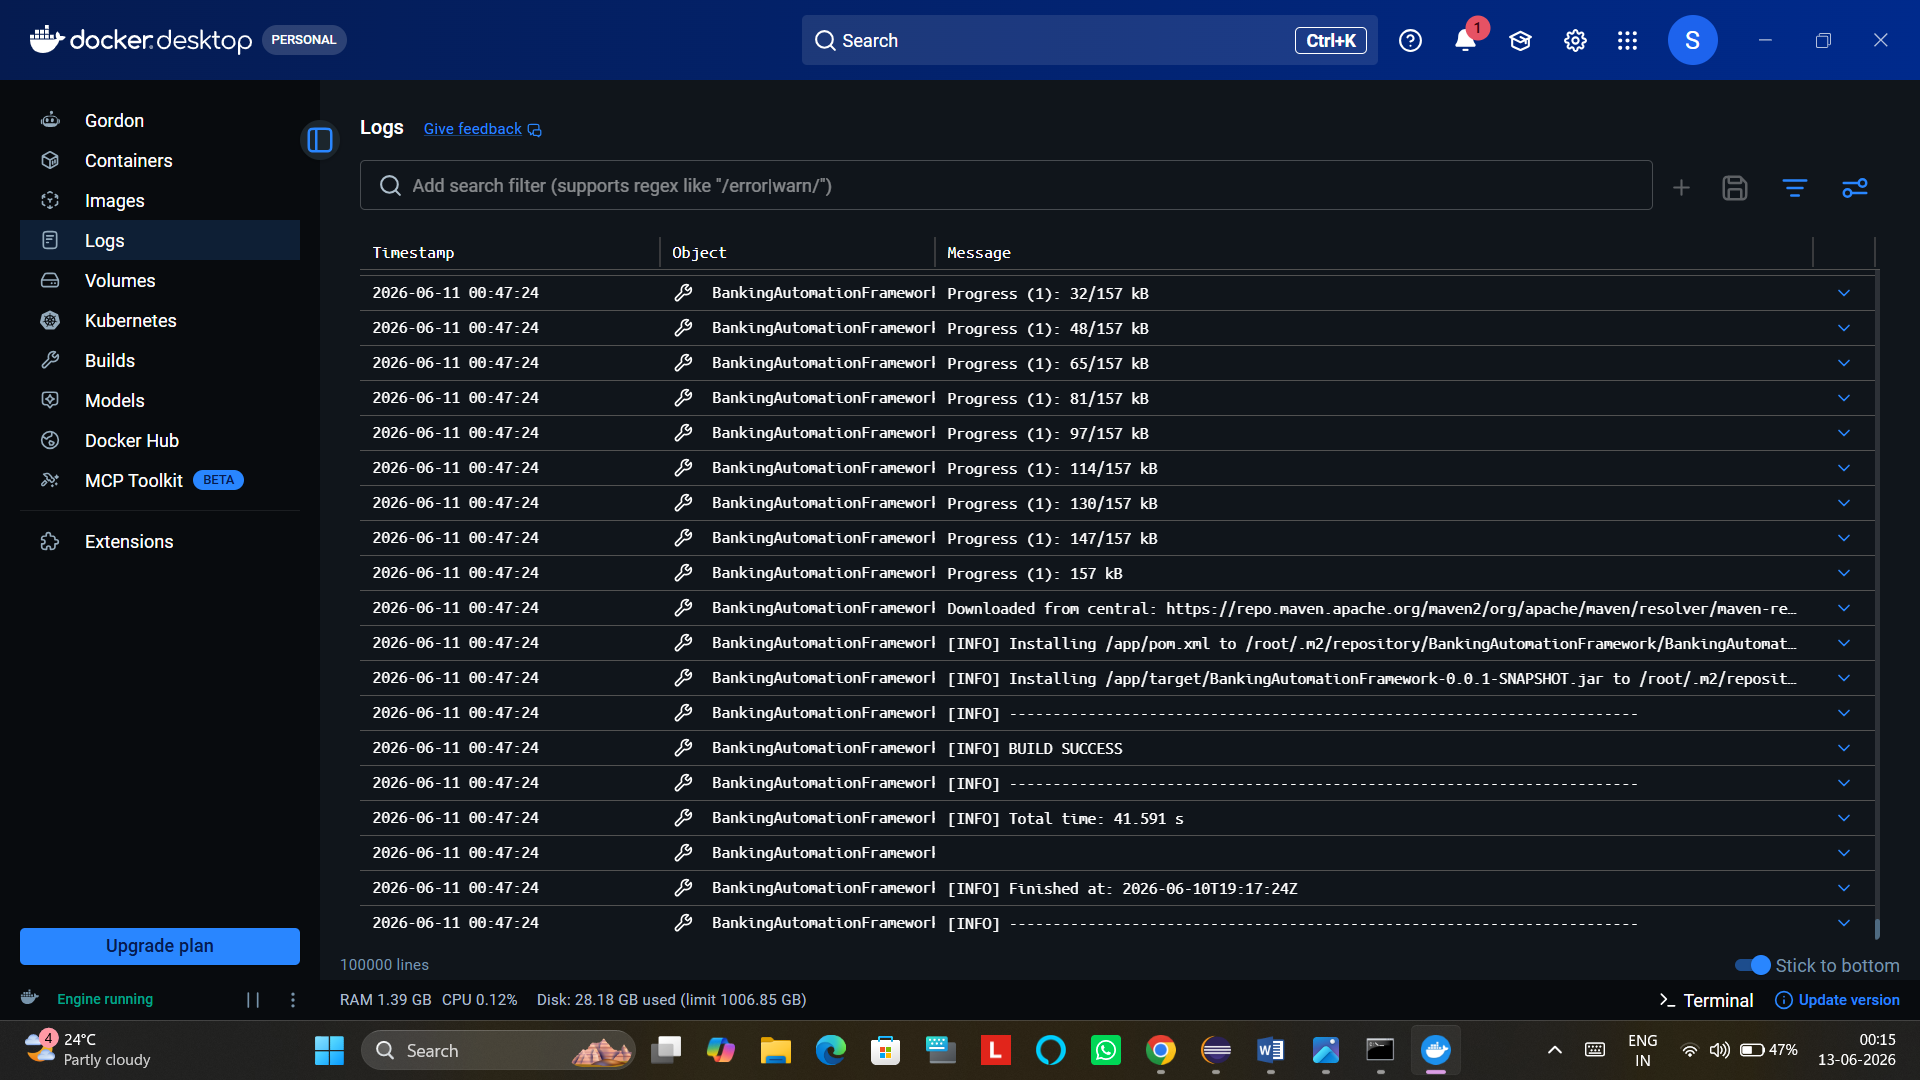 docker.desktop PERSONAL
Search Ctrl+K
1
S
Gordon
Containers
Images
Logs
Volumes
Kubernetes
Builds
Models
Docker Hub
MCP Toolkit BETA
Extensions
Upgrade plan
Logs Give feedback
Add search filter (supports regex like "/error|warn/")
Timestamp Object Message
2026-06-11 00:47:24 BankingAutomationFramework Progress (1): 32/157 kB
2026-06-11 00:47:24 BankingAutomationFramework Progress (1): 48/157 kB
2026-06-11 00:47:24 BankingAutomationFramework Progress (1): 65/157 kB
2026-06-11 00:47:24 BankingAutomationFramework Progress (1): 81/157 kB
2026-06-11 00:47:24 BankingAutomationFramework Progress (1): 97/157 kB
2026-06-11 00:47:24 BankingAutomationFramework Progress (1): 114/157 kB
2026-06-11 00:47:24 BankingAutomationFramework Progress (1): 130/157 kB
2026-06-11 00:47:24 BankingAutomationFramework Progress (1): 147/157 kB
2026-06-11 00:47:24 BankingAutomationFramework Progress (1): 157 kB
2026-06-11 00:47:24 BankingAutomationFramework Downloaded from central: https://repo.maven.apache.org/maven2/org/apache/maven/resolver/maven-re…
2026-06-11 00:47:24 BankingAutomationFramework [INFO] Installing /app/pom.xml to /root/.m2/repository/BankingAutomationFramework/BankingAutomat…
2026-06-11 00:47:24 BankingAutomationFramework [INFO] Installing /app/target/BankingAutomationFramework-0.0.1-SNAPSHOT.jar to /root/.m2/reposit…
2026-06-11 00:47:24 BankingAutomationFramework [INFO] ------------------------------------------------------------------------
2026-06-11 00:47:24 BankingAutomationFramework [INFO] BUILD SUCCESS
2026-06-11 00:47:24 BankingAutomationFramework [INFO] ------------------------------------------------------------------------
2026-06-11 00:47:24 BankingAutomationFramework [INFO] Total time: 41.591 s
2026-06-11 00:47:24 BankingAutomationFramework
2026-06-11 00:47:24 BankingAutomationFramework [INFO] Finished at: 2026-06-10T19:17:24Z
2026-06-11 00:47:24 BankingAutomationFramework [INFO] ------------------------------------------------------------------------
100000 lines Stick to bottom
Engine running RAM 1.39 GB CPU 0.12% Disk: 28.18 GB used (limit 1006.85 GB) Terminal Update version
4 24°C
Partly cloudy
Search
L
ENG
IN
47%
00:15
13-06-2026